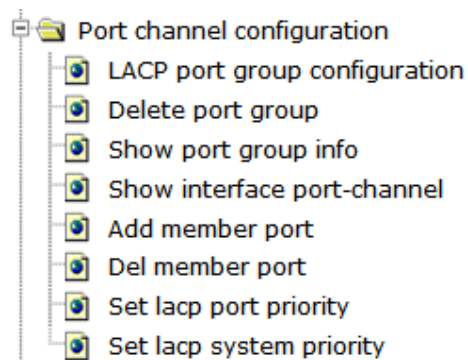 Port channel configuration
LACP port group configuration
Delete port group
Show port group info
Show interface port-channel
Add member port
Del member port
Set lacp port priority
Set lacp system priority